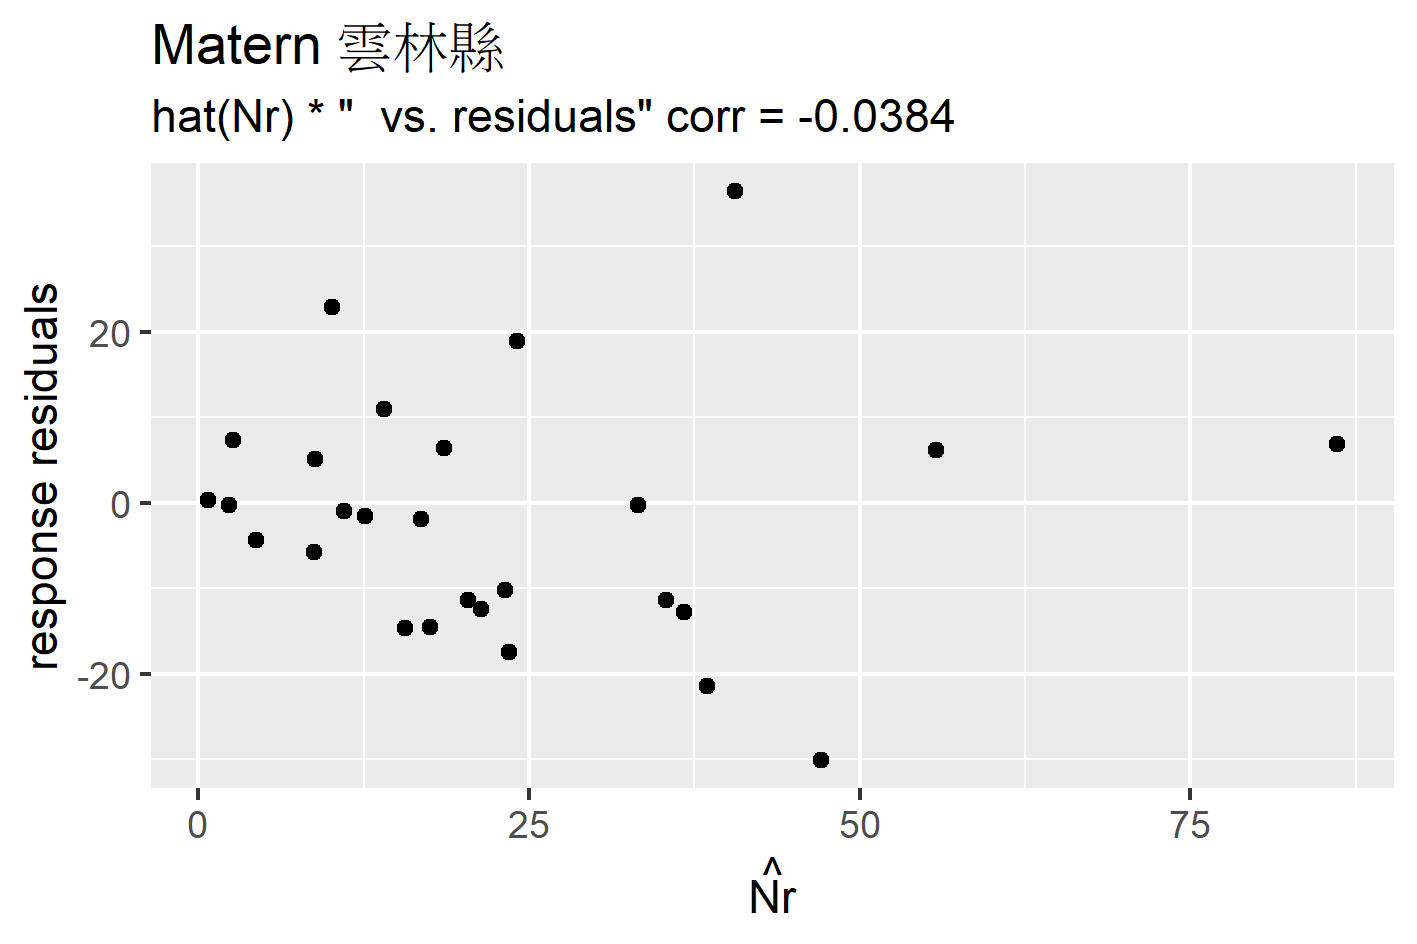 Matern 雲林縣
hat(Nr) * "  vs. residuals" corr = -0.0384
response residuals
20
0
-20
0
25
50
75
N̂r